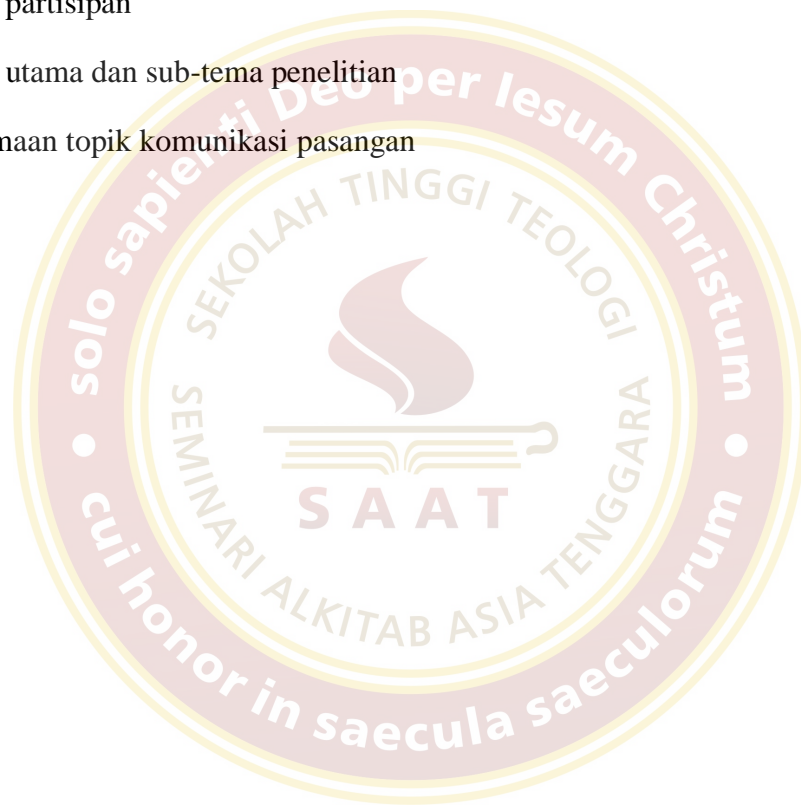 partisipan
utama dan sub-tema penelitian
maan topik komunikasi pasangan
solo sapienti Deo per Iesum Christum
SEKOLAH TINGGI TEOLOGI
SAAT
SEMINARI ALKITAB ASIA TENGGARA
cui honor in saecula saeculorum